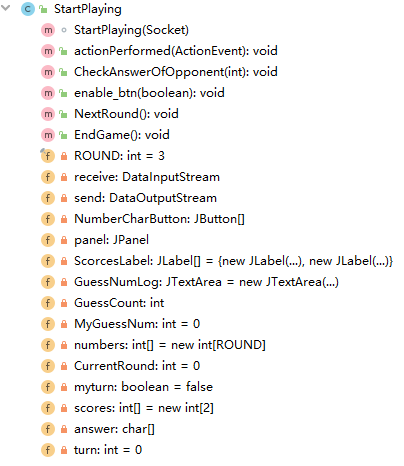 StartPlaying
StartPlaying(Socket)
actionPerformed(ActionEvent): void
CheckAnswerOfOpponent(int): void
enable_btn(boolean): void
NextRound(): void
EndGame(): void
ROUND: int = 3
receive: DataInputStream
send: DataOutputStream
NumberCharButton: JButton[]
panel: JPanel
ScorcesLabel: JLabel[] = {new JLabel(...), new JLabel(...)}
GuessNumLog: JTextArea = new JTextArea(...)
GuessCount: int
MyGuessNum: int = 0
numbers: int[] = new int[ROUND]
CurrentRound: int = 0
myturn: boolean = false
scores: int[] = new int[2]
answer: char[]
turn: int = 0